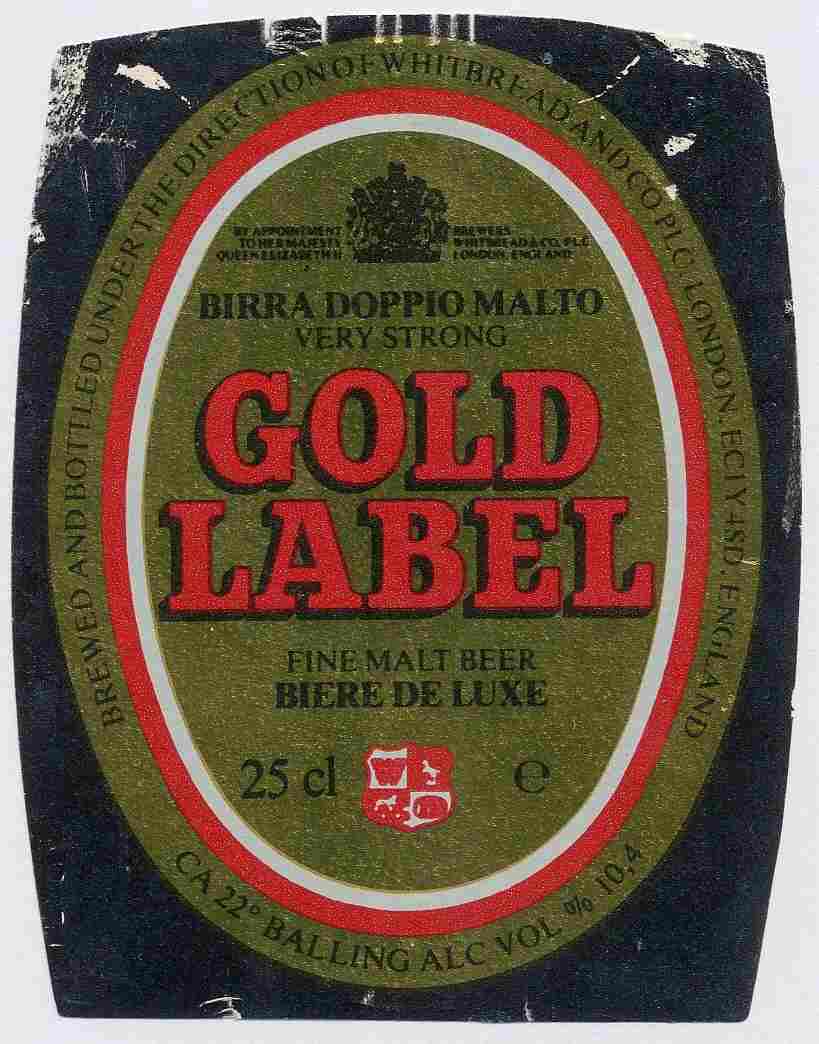 BREWED AND BOTTLED UNDER THE DIRECTION OF WHITBREAD AND CO PLC, LONDON, EC1Y 4SD, ENGLAND
BY APPOINTMENT
TO HER MAJESTY
QUEEN ELIZABETH II
BREWERS
WHITBREAD & CO. PLC
LONDON, ENGLAND
BIRRA DOPPIO MALTO
VERY STRONG
GOLD
LABEL
FINE MALT BEER
BIERE DE LUXE
25 cl ℮
CA 22° BALLING ALC VOL % 10,4